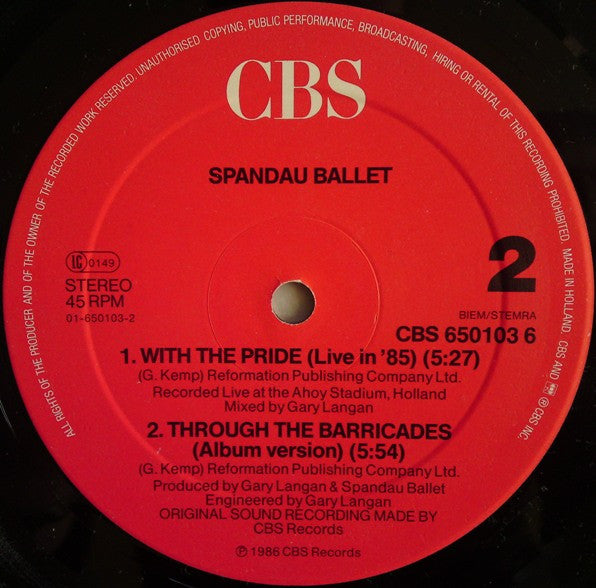 ALL RIGHTS OF THE PRODUCER AND OF THE OWNER OF THE RECORDED WORK RESERVED. UNAUTHORISED COPYING, PUBLIC PERFORMANCE, BROADCASTING, HIRING OR RENTAL OF THIS RECORDING PROHIBITED. MADE IN HOLLAND. CBS AND ® CBS INC.
CBS
SPANDAU BALLET
LC 0149
STEREO
45 RPM
01-650103-2
2
BIEM/STEMRA
CBS 650103 6
1. WITH THE PRIDE (Live in '85) (5:27)
(G. Kemp) Reformation Publishing Company Ltd.
Recorded Live at the Ahoy Stadium, Holland
Mixed by Gary Langan
2. THROUGH THE BARRICADES
(Album version) (5:54)
(G. Kemp) Reformation Publishing Company Ltd.
Produced by Gary Langan & Spandau Ballet
Engineered by Gary Langan
ORIGINAL SOUND RECORDING MADE BY
CBS Records
℗ 1986 CBS Records